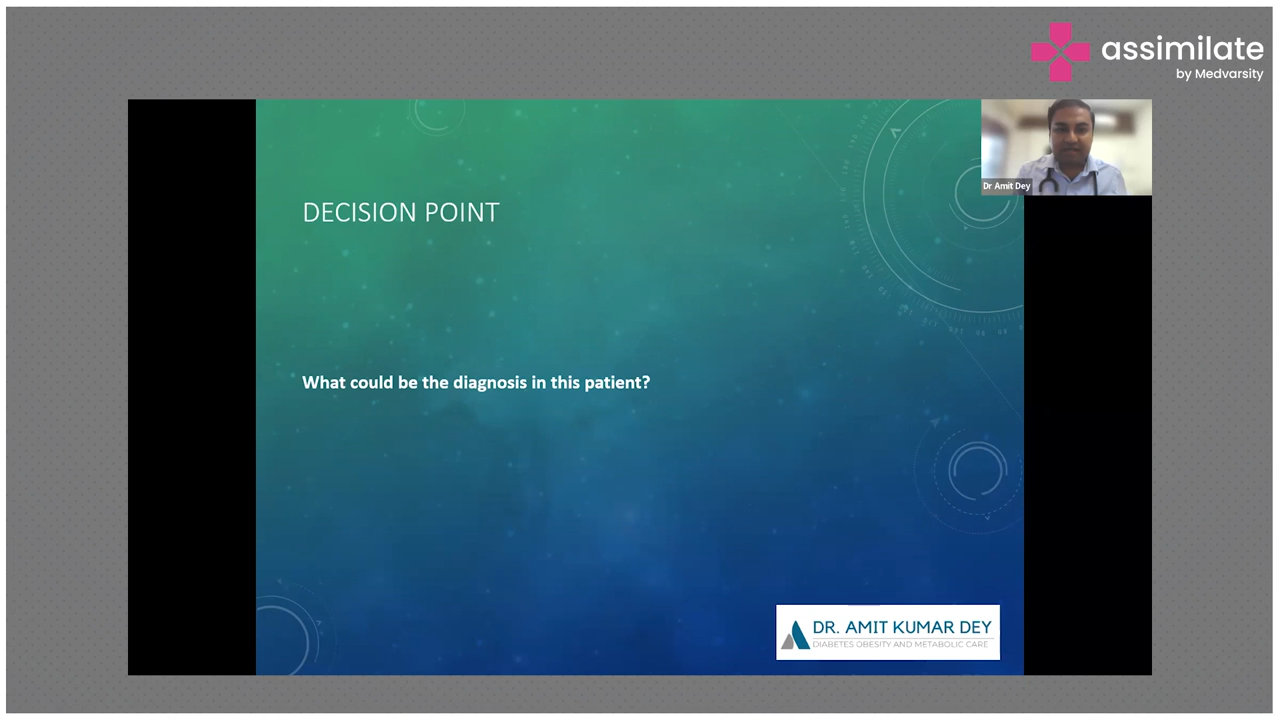 assimilate
by Medvarsity
Dr Amit Dey
DECISION POINT
What could be the diagnosis in this patient?
DR. AMIT KUMAR DEY
DIABETES OBESITY AND METABOLIC CARE